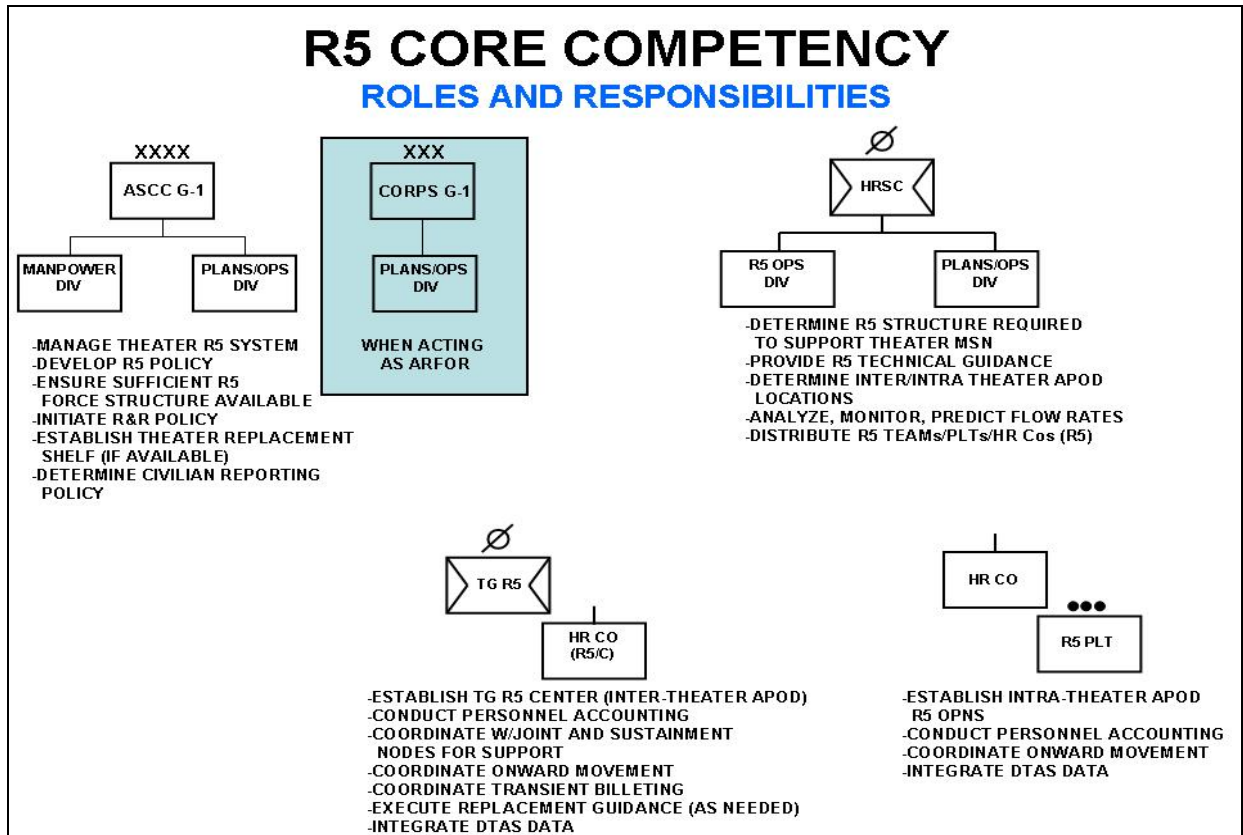 R5 CORE COMPETENCY
ROLES AND RESPONSIBILITIES
XXXX
ASCC G-1
MANPOWER
DIV
PLANS/OPS
DIV
-MANAGE THEATER R5 SYSTEM
-DEVELOP R5 POLICY
-ENSURE SUFFICIENT R5
FORCE STRUCTURE AVAILABLE
-INITIATE R&R POLICY
-ESTABLISH THEATER REPLACEMENT
SHELF (IF AVAILABLE)
-DETERMINE CIVILIAN REPORTING
POLICY
XXX
CORPS G-1
PLANS/OPS
DIV
WHEN ACTING
AS ARFOR
HRSC
R5 OPS
DIV
PLANS/OPS
DIV
-DETERMINE R5 STRUCTURE REQUIRED
TO SUPPORT THEATER MSN
-PROVIDE R5 TECHNICAL GUIDANCE
-DETERMINE INTER/INTRA THEATER APOD
LOCATIONS
-ANALYZE, MONITOR, PREDICT FLOW RATES
-DISTRIBUTE R5 TEAMs/PLTs/HR Cos (R5)
TG R5
HR CO
(R5/C)
-ESTABLISH TG R5 CENTER (INTER-THEATER APOD)
-CONDUCT PERSONNEL ACCOUNTING
-COORDINATE W/JOINT AND SUSTAINMENT
NODES FOR SUPPORT
-COORDINATE ONWARD MOVEMENT
-COORDINATE TRANSIENT BILLETING
-EXECUTE REPLACEMENT GUIDANCE (AS NEEDED)
-INTEGRATE DTAS DATA
HR CO
R5 PLT
-ESTABLISH INTRA-THEATER APOD
R5 OPNS
-CONDUCT PERSONNEL ACCOUNTING
-COORDINATE ONWARD MOVEMENT
-INTEGRATE DTAS DATA